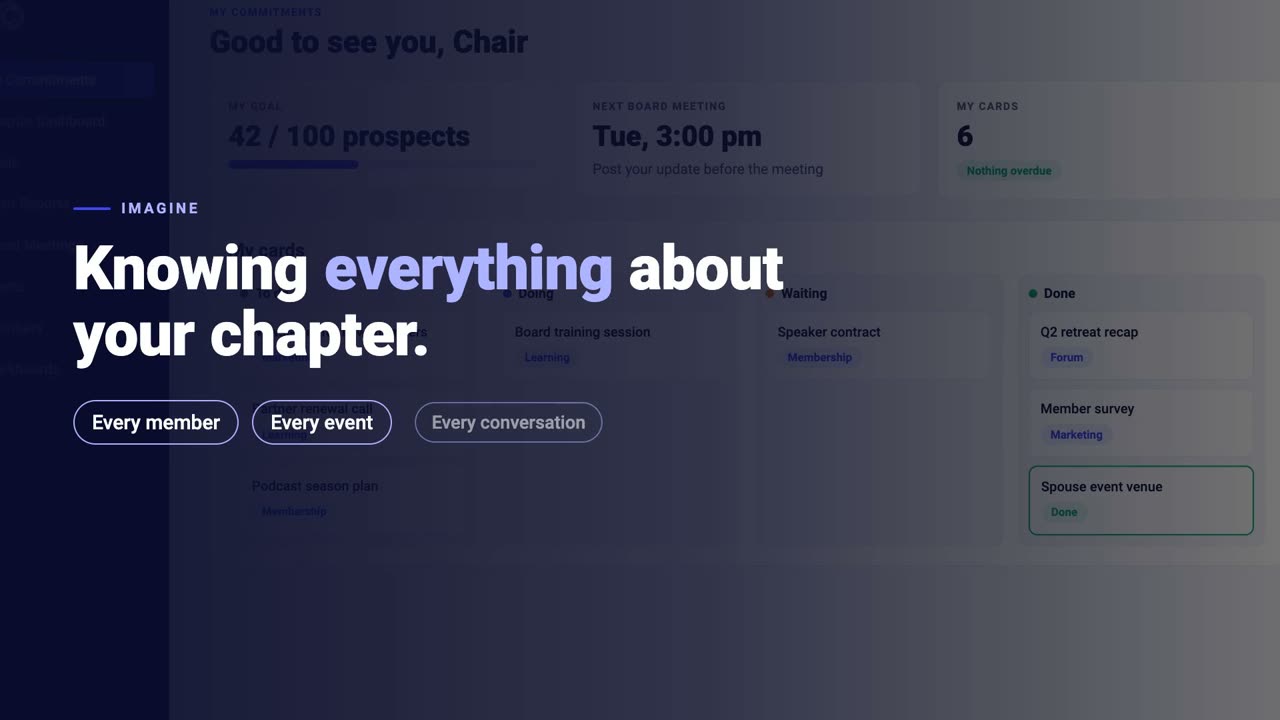 MY COMMITMENTS
Good to see you, Chair
MY GOAL
42 / 100 prospects
NEXT BOARD MEETING
Tue, 3:00 pm
Post your update before the meeting
MY CARDS
6
Nothing overdue
IMAGINE
Knowing everything about
your chapter.
Every member
Every event
Every conversation
cards
Doing
Board training session
Learning
Waiting
Speaker contract
Membership
Done
Q2 retreat recap
Forum
Member survey
Marketing
Spouse event venue
Done
renewal call
Podcast season plan
Membership